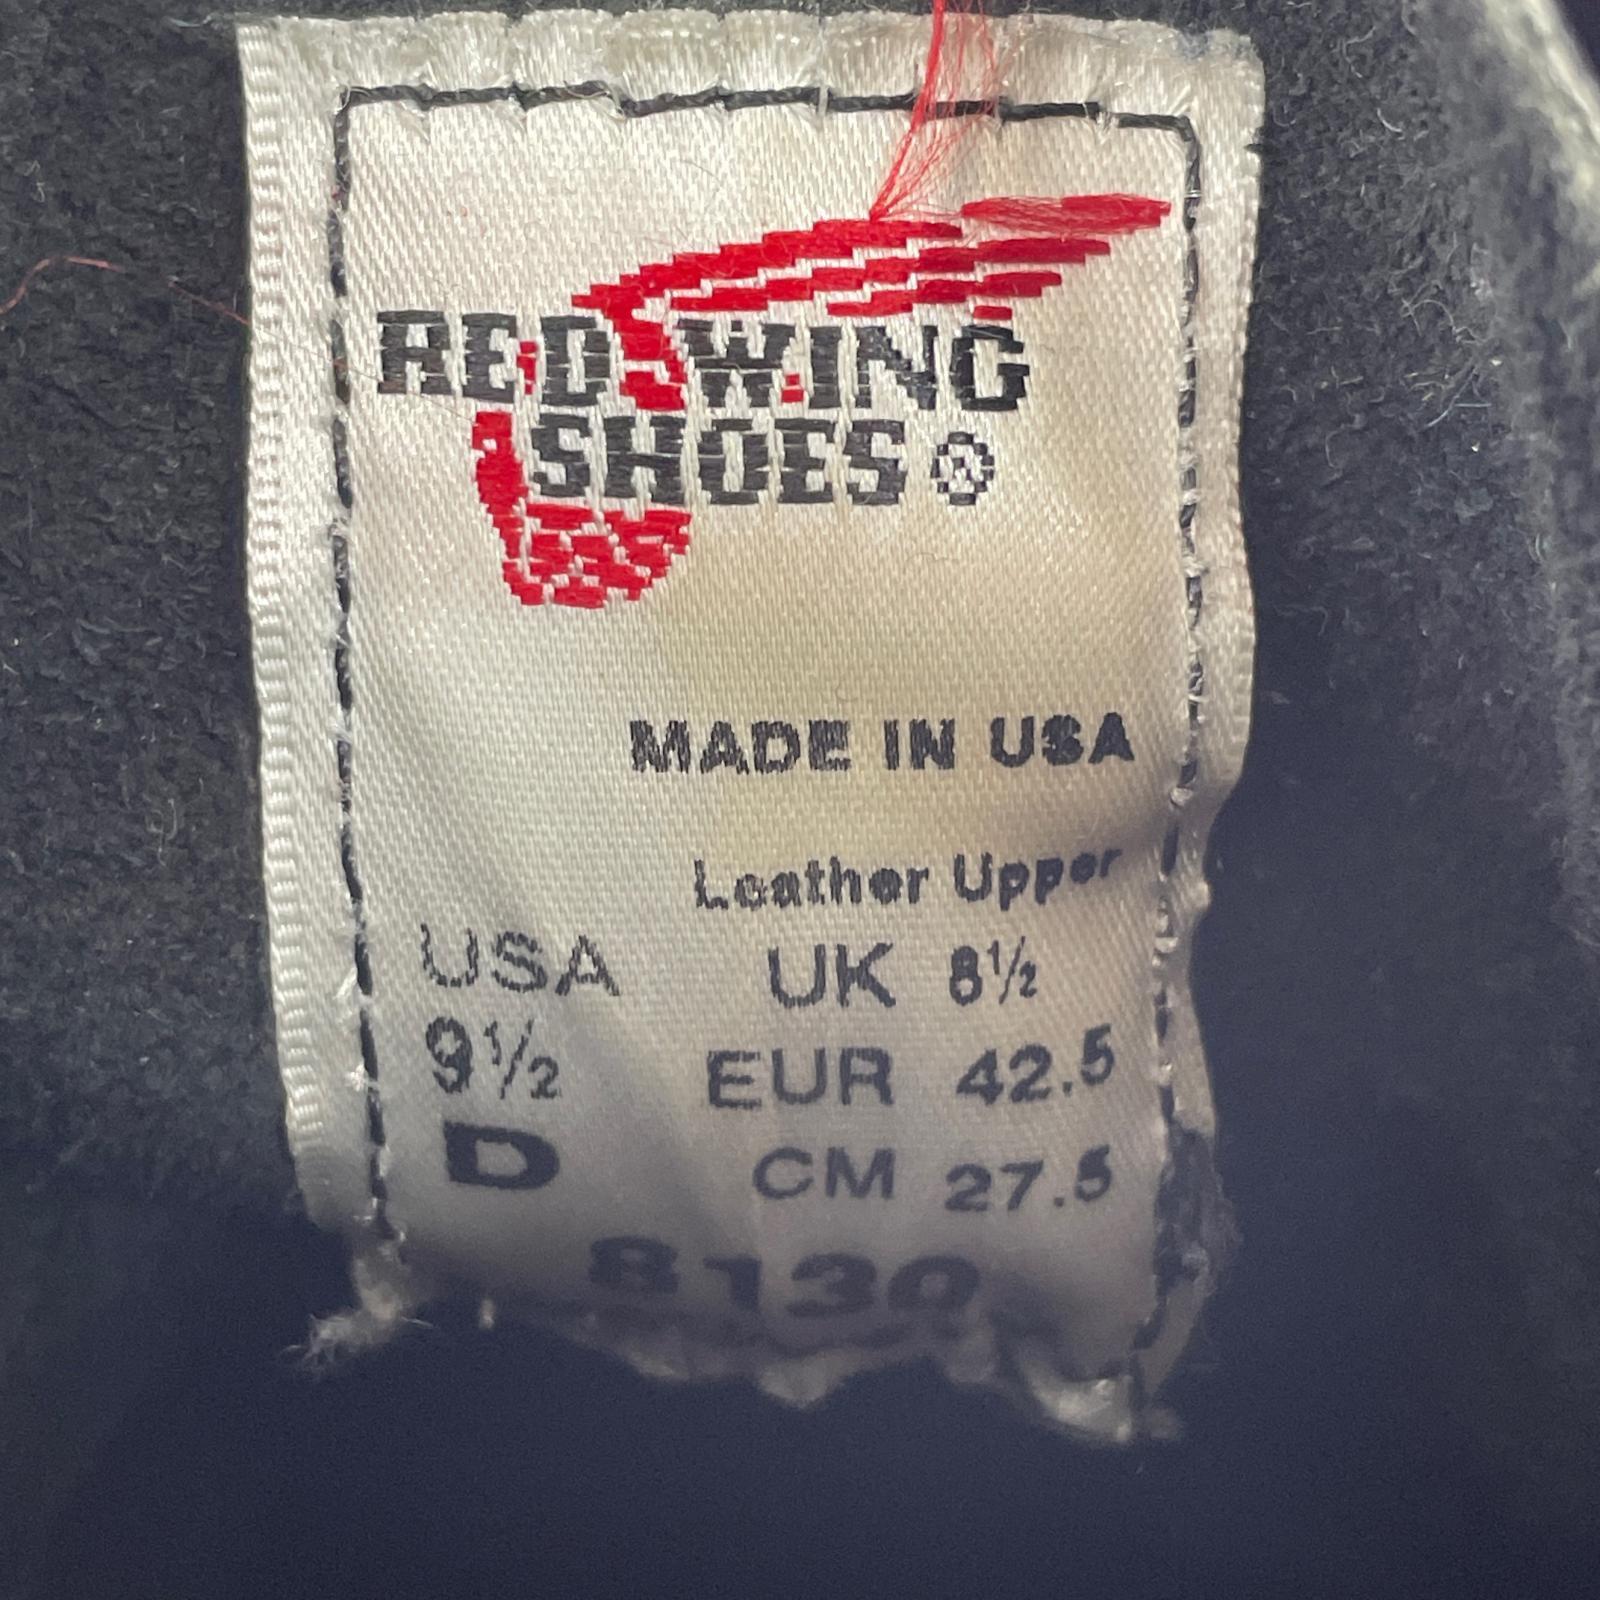 RED WING
SHOES ®
MADE IN USA
Leather Upper
USA UK 8½
9½ EUR 42.5
D CM 27.5
8130